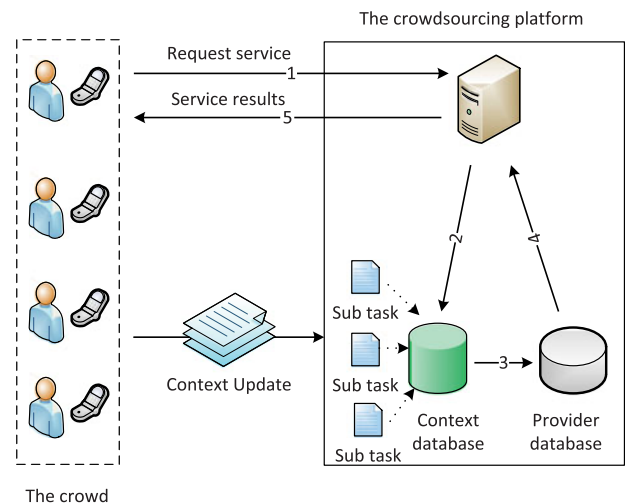 The crowdsourcing platform
Request service
1
Service results
5
2
4
Sub task
Sub task
Sub task
3
Context Update
Context
database
Provider
database
The crowd